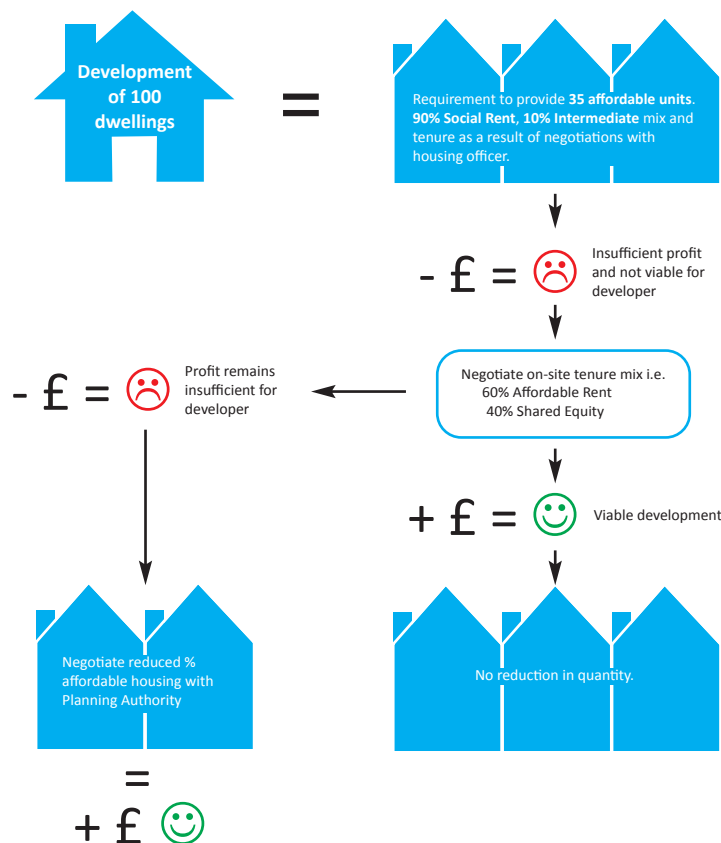 Development
of 100
dwellings
=
Requirement to provide 35 affordable units.
90% Social Rent, 10% Intermediate mix and
tenure as a result of negotiations with
housing officer.
- £ =
Insufficient profit
and not viable for
developer
Negotiate on-site tenure mix i.e.
60% Affordable Rent
40% Shared Equity
- £ =
Profit remains
insufficient for
developer
+ £ =
Viable development
No reduction in quantity.
Negotiate reduced %
affordable housing with
Planning Authority
=
+ £